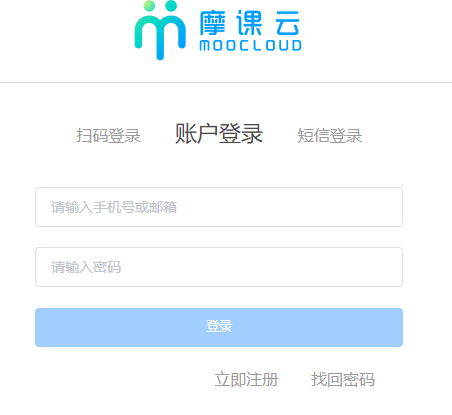 摩课云
MOOCLOUD
扫码登录 账户登录 短信登录
请输入手机号或邮箱
请输入密码
登录
立即注册 找回密码